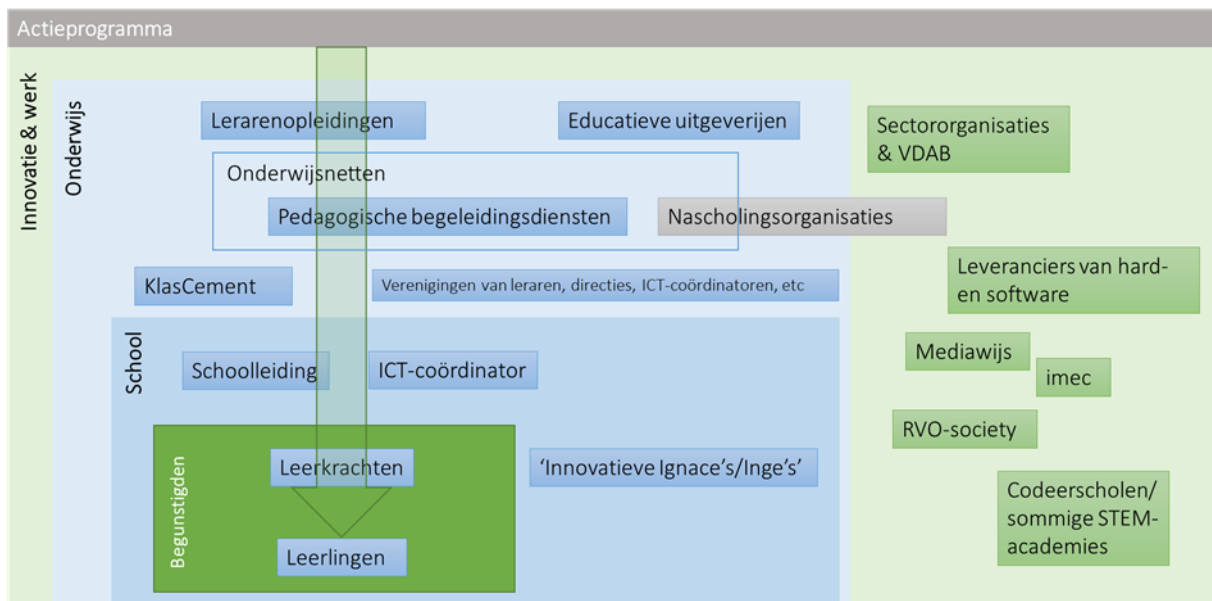 Actieprogramma
Innovatie & werk
Onderwijs
Lerarenopleidingen
Educatieve uitgeverijen
Sectororganisaties
& VDAB
Onderwijsnetten
Pedagogische begeleidingsdiensten
Nascholingsorganisaties
Leveranciers van hard-
en software
KlasCement
Verenigingen van leraren, directies, ICT-coördinatoren, etc
School
Schoolleiding
ICT-coördinator
Mediawijs
imec
RVO-society
Begunstigden
Leerkrachten
‘Innovatieve Ignace’s/Inge’s’
Codeerscholen/
sommige STEM-
academies
Leerlingen